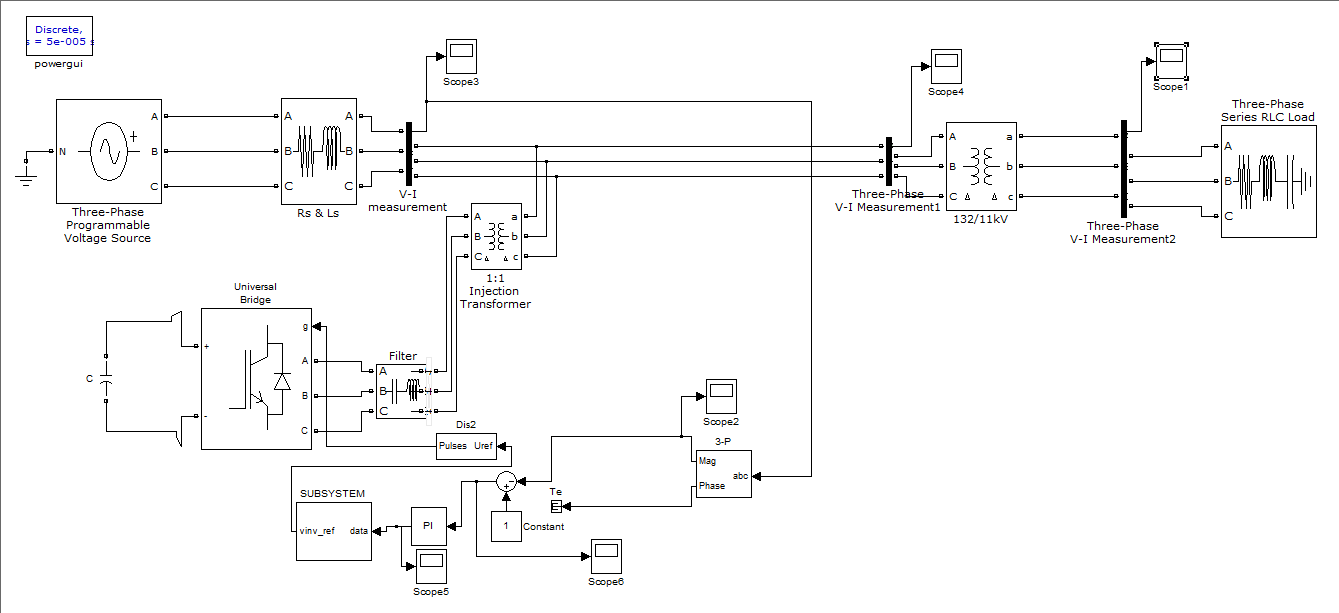 Discrete,
s = 5e-005 s
powergui
Scope3
Scope4
Scope1
Three-Phase
Series RLC Load
N
A
B
C
Three-Phase
Programmable
Voltage Source
A
B
C
A
B
C
Rs & Ls
V-I
measurement
Three-Phase
V-I Measurement1
A
B
C
a
b
c
132/11kV
Three-Phase
V-I Measurement2
A
B
C
A
B
C
a
b
c
1:1
Injection
Transformer
Universal
Bridge
g
+
-
A
B
C
C
Filter
A
B
C
Dis2
Pulses
Uref
Scope2
3-P
Mag
Phase
abc
Te
SUBSYSTEM
vinv_ref
data
PI
1
Constant
Scope5
Scope6